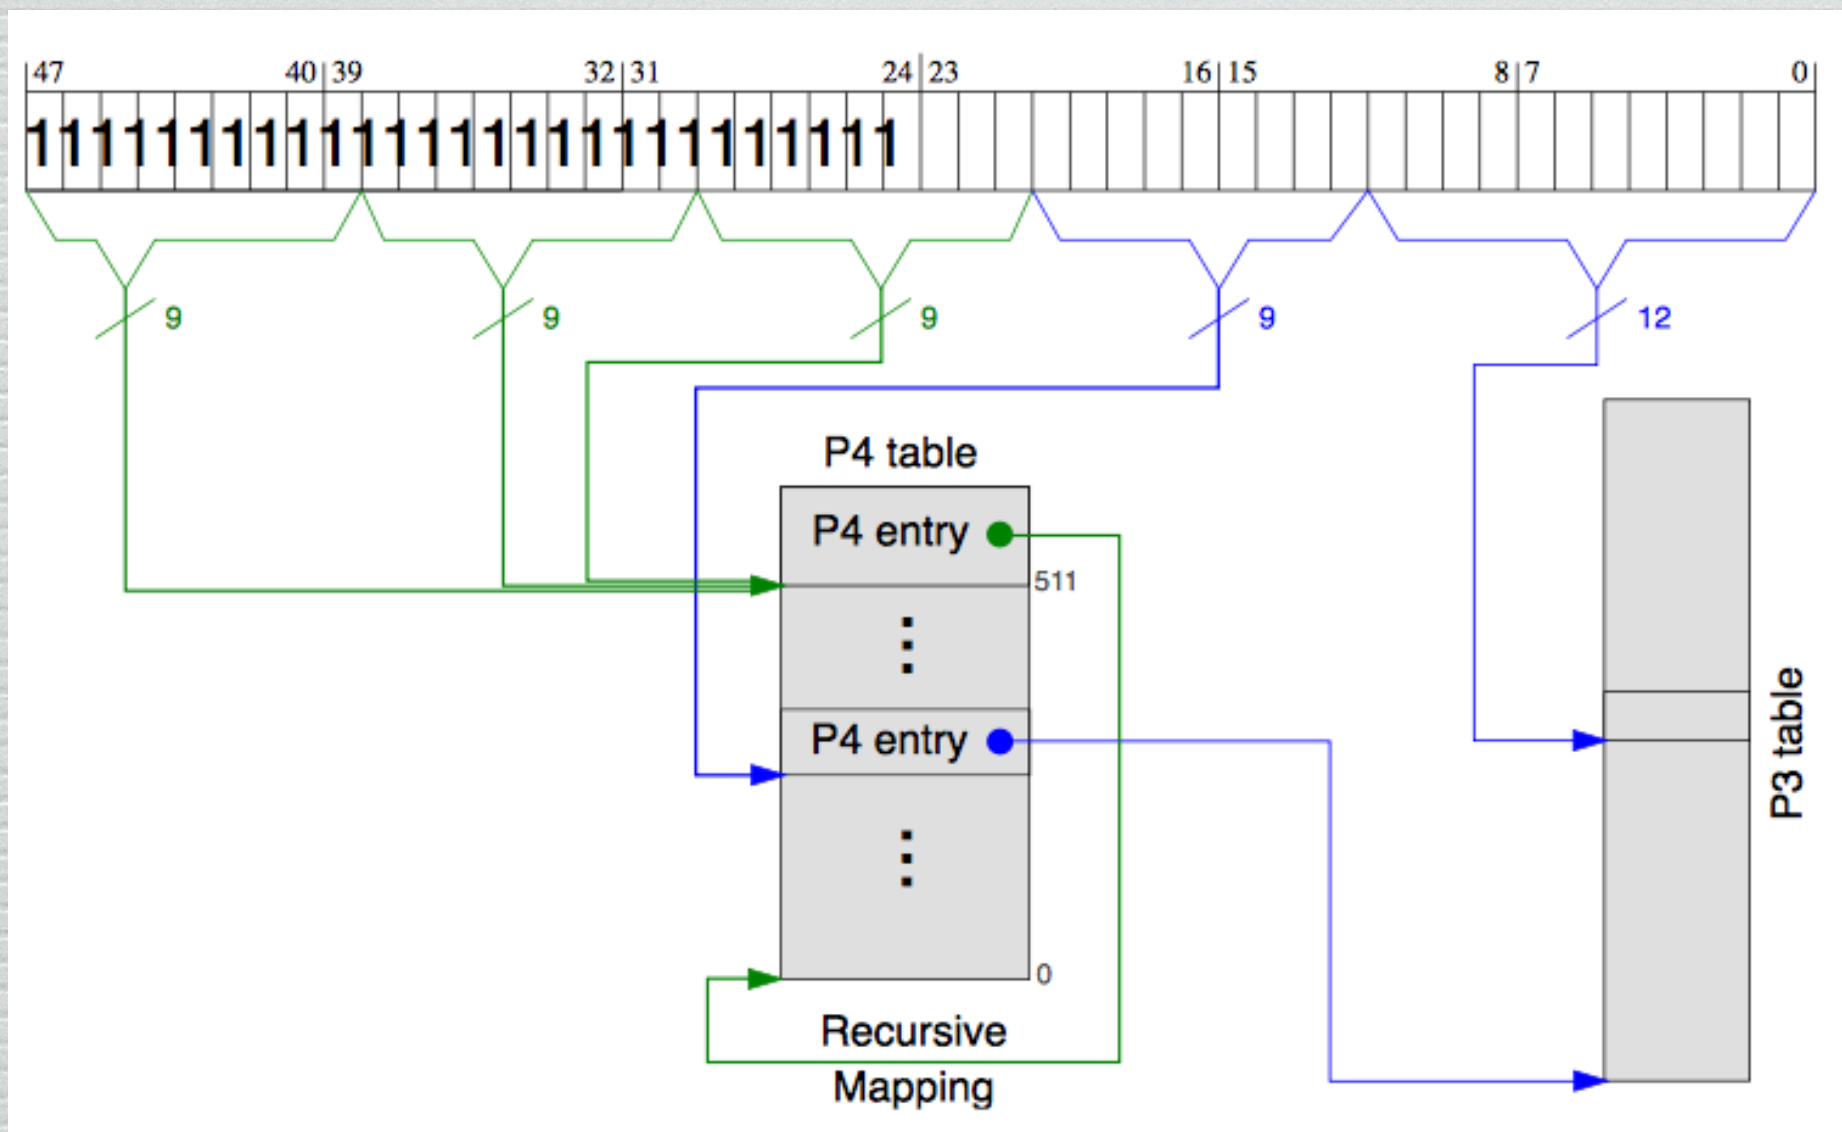 47 40 39 32 31 24 23 16 15 8 7 0
111111111111111111111111111
9 9 9 9 12
P4 table
P4 entry
511
P4 entry
P3 table
0
Recursive
Mapping